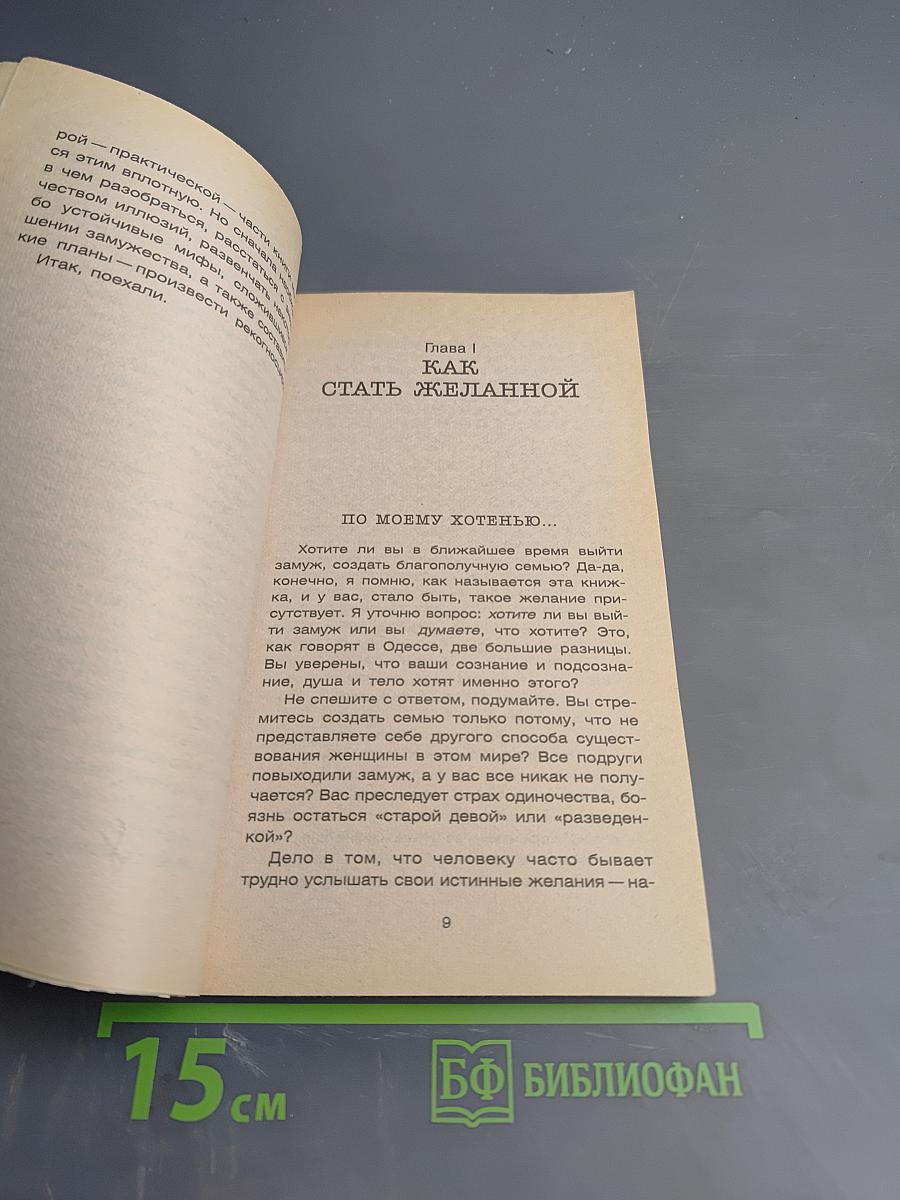 рой — практической — части книги
ся этим вплотную. Но сначала
в чем разобраться, расстаться с
чеством иллюзий, развенчать
бо устойчивые мифы,
шении замужества, а также
кие планы — произвести
Итак, поехали.
Глава I
КАК
СТАТЬ ЖЕЛАННОЙ
ПО МОЕМУ ХОТЕНЬЮ...
Хотите ли вы в ближайшее время выйти
замуж, создать благополучную семью? Да-да,
конечно, я помню, как называется эта книж-
ка, и у вас, стало быть, такое желание при-
сутствует. Я уточню вопрос: хотите ли вы вый-
ти замуж или вы думаете, что хотите? Это,
как говорят в Одессе, две большие разницы.
Вы уверены, что ваши сознание и подсозна-
ние, душа и тело хотят именно этого?
Не спешите с ответом, подумайте. Вы стре-
митесь создать семью только потому, что не
представляете себе другого способа сущест-
вования женщины в этом мире? Все подруги
повыходили замуж, а у вас все никак не полу-
чается? Вас преследует страх одиночества, бо-
язнь остаться «старой девой» или «разведен-
кой»?
Дело в том, что человеку часто бывает
трудно услышать свои истинные желания — на-
9
15 см
БФ БИБЛИОФАН